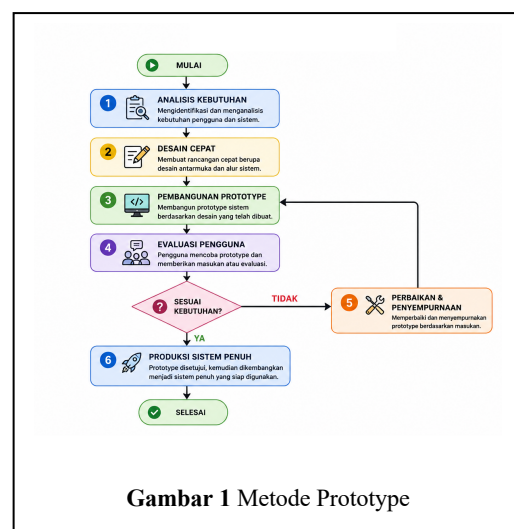 MULAI
1
ANALISIS KEBUTUHAN
Mengidentifikasi dan menganalisis
kebutuhan pengguna dan sistem.
2
DESAIN CEPAT
Membuat rancangan cepat berupa
desain antarmuka dan alur sistem.
3
</>
PEMBANGUNAN PROTOTYPE
Membangun prototype sistem
berdasarkan desain yang telah dibuat.
4
EVALUASI PENGGUNA
Pengguna mencoba prototype dan
memberikan masukan atau evaluasi.
?
SESUAI
KEBUTUHAN?
TIDAK
5
PERBAIKAN &
PENYEMPURNAAN
Memperbaiki dan menyempurnakan
prototype berdasarkan masukan.
YA
6
PRODUKSI SISTEM PENUH
Prototype disetujui, kemudian dikembangkan
menjadi sistem penuh yang siap digunakan.
SELESAI
Gambar 1 Metode Prototype